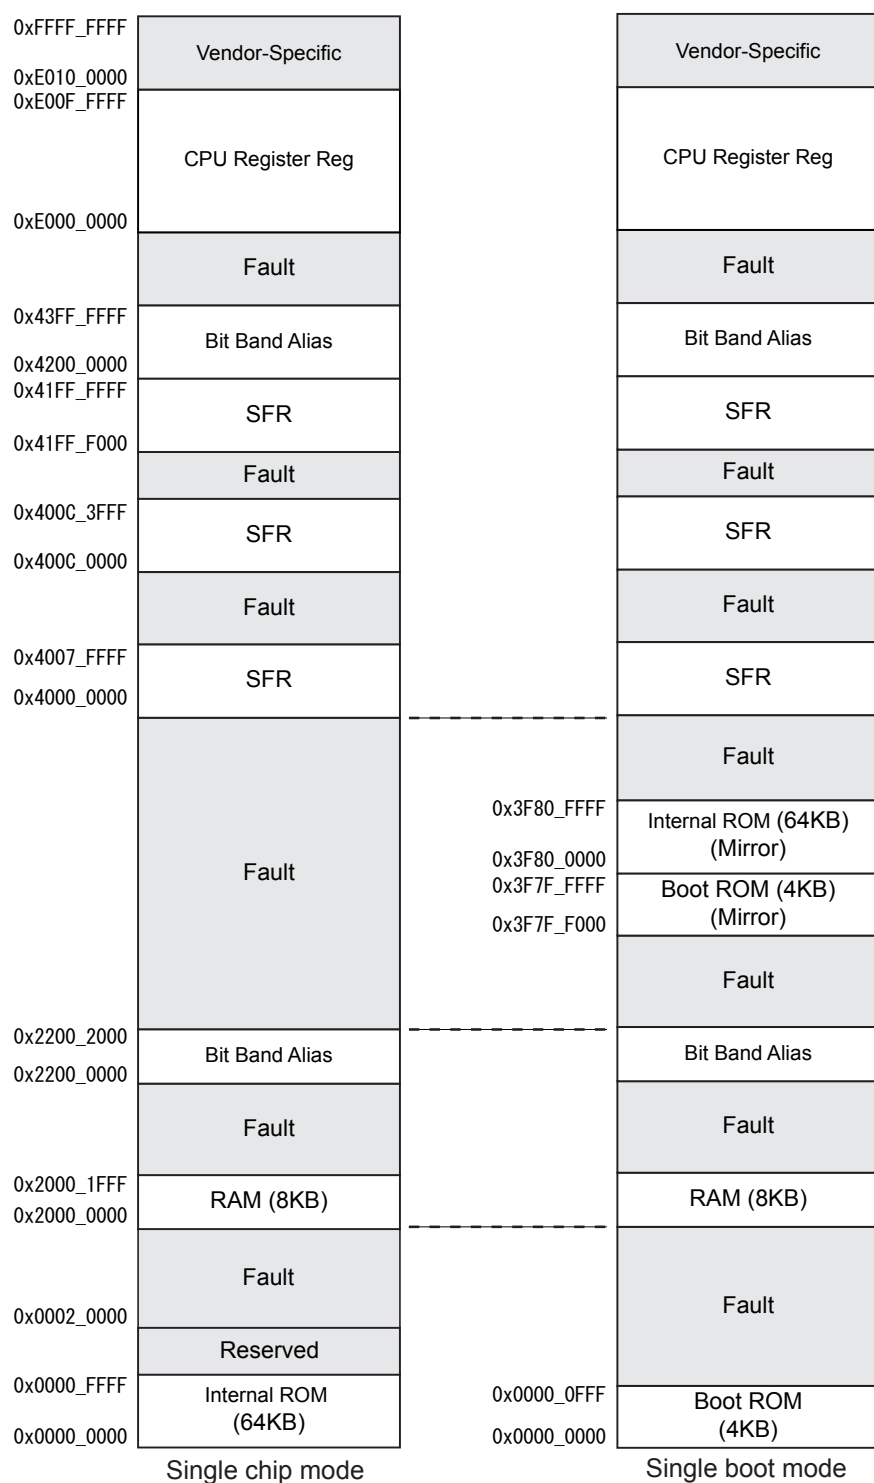 0xFFFF_FFFF
Vendor-Specific
0xE010_0000
0xE00F_FFFF
CPU Register Reg
0xE000_0000
Fault
0x43FF_FFFF
Bit Band Alias
0x4200_0000
0x41FF_FFFF
SFR
0x41FF_F000
Fault
0x400C_3FFF
SFR
0x400C_0000
Fault
0x4007_FFFF
SFR
0x4000_0000
Fault
0x2200_2000
Bit Band Alias
0x2200_0000
Fault
0x2000_1FFF
RAM (8KB)
0x2000_0000
Fault
0x0002_0000
Reserved
0x0000_FFFF
Internal ROM
(64KB)
0x0000_0000
Single chip mode
Vendor-Specific
CPU Register Reg
Fault
Bit Band Alias
SFR
Fault
SFR
Fault
SFR
Fault
0x3F80_FFFF
Internal ROM (64KB)
(Mirror)
0x3F80_0000
0x3F7F_FFFF
Boot ROM (4KB)
(Mirror)
0x3F7F_F000
Fault
Bit Band Alias
Fault
RAM (8KB)
Fault
0x0000_0FFF
Boot ROM
(4KB)
0x0000_0000
Single boot mode